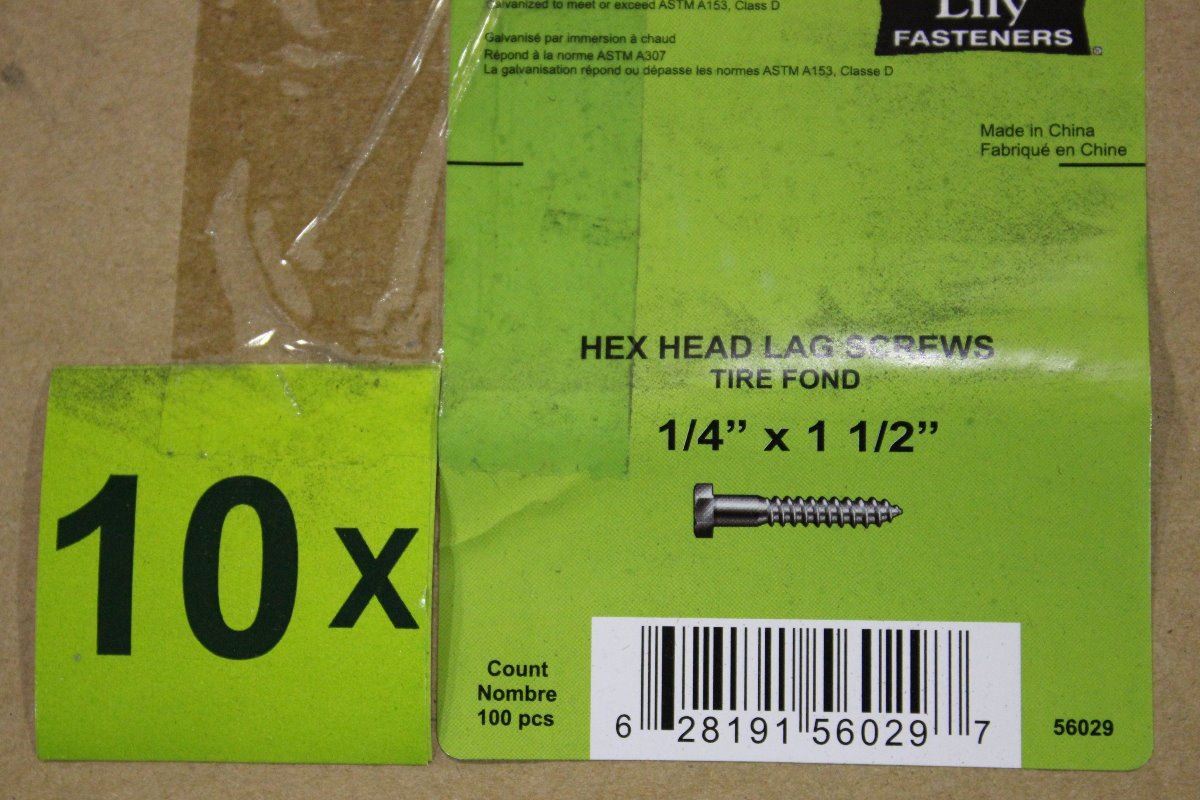 Galvanized to meet or exceed ASTM A153, Class D
Galvanisé par immersion à chaud
Répond à la norme ASTM A307
La galvanisation répond ou dépasse les normes ASTM A153, Classe D
Lily
FASTENERS
Made in China
Fabriqué en Chine
HEX HEAD LAG SCREWS
TIRE FOND
1/4” x 1 1/2”
10 x
Count
Nombre
100 pcs
6 28191 56029 7
56029